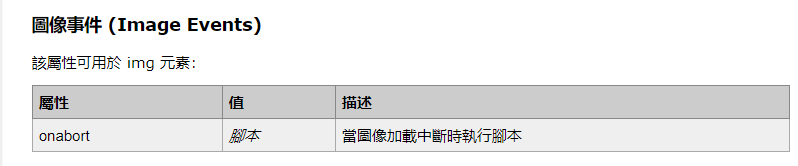 圖像事件 (Image Events)
該屬性可用於 img 元素：
屬性 值 描述
onabort 腳本 當圖像加載中斷時執行腳本